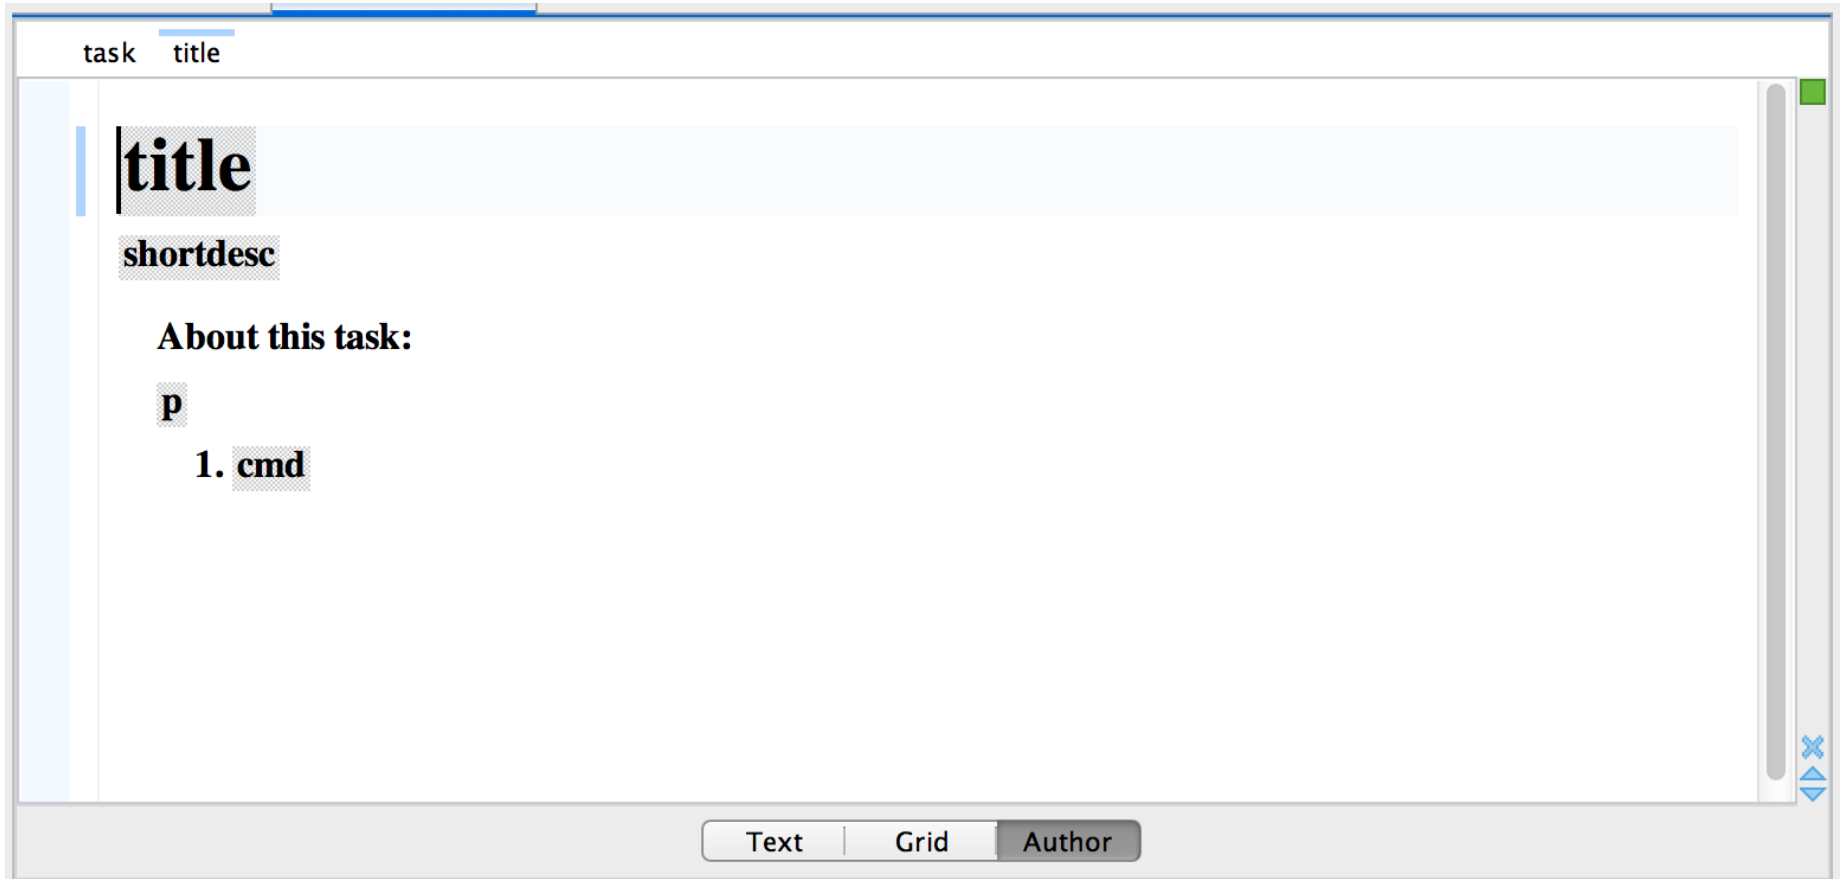 task title
title
shortdesc
About this task:
p
1. cmd
Text Grid Author